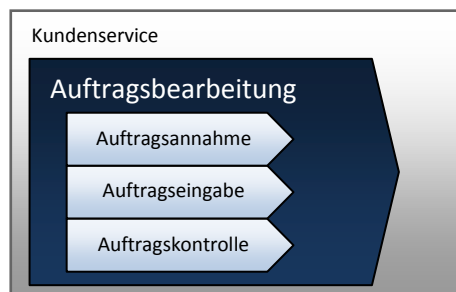 Kundenservice
Auftragsbearbeitung
Auftragsannahme
Auftragseingabe
Auftragskontrolle